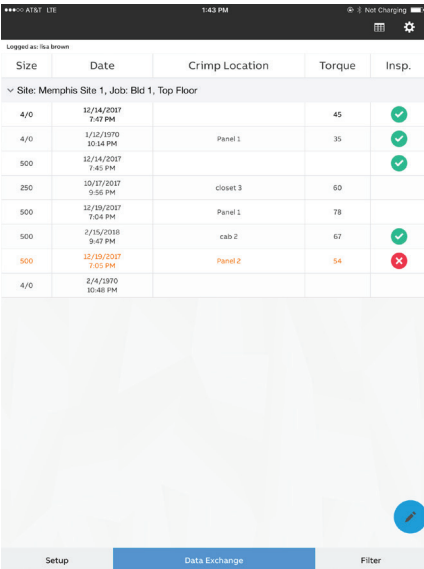 AT&T LTE 1:43 PM Not Charging
Logged as: lisa brown
Size Date Crimp Location Torque Insp.
Site: Memphis Site 1, Job: Bld 1, Top Floor
4/0 12/14/2017 45
7:47 PM
4/0 1/12/1970 Panel 1 35
10:14 PM
500 12/14/2017
7:45 PM
250 10/17/2017 closet 3 60
9:56 PM
500 12/19/2017 Panel 1 78
7:04 PM
500 2/15/2018 cab 2 67
9:47 PM
500 12/19/2017 Panel 2 54
7:05 PM
4/0 2/4/1970
10:48 PM
Setup Data Exchange Filter